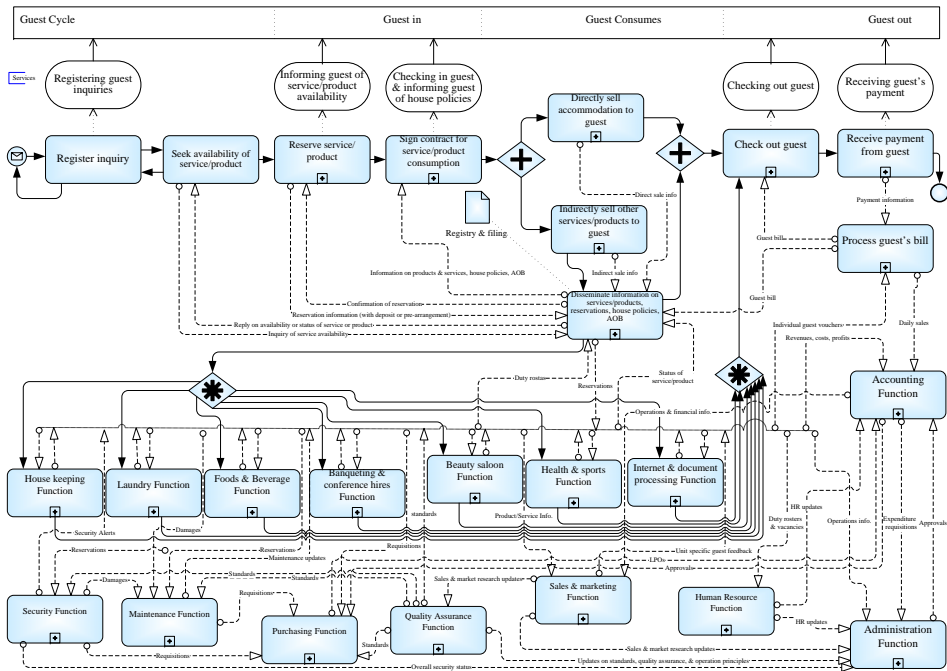 Guest Cycle
Guest in
Guest Consumes
Guest out
Services
Registering guest
inquiries
Informing guest of
service/product
availability
Checking in guest
& informing guest
of house policies
Checking out guest
Receiving guest's
payment
Register inquiry
Seek availability of
service/product
Reserve service/
product
Sign contract for
service/product
consumption
Directly sell
accommodation to
guest
Check out guest
Receive payment
from guest
Direct sale info
Payment information
Registry & filing
Indirectly sell other
services/products to
guest
Guest bill
Process guest's bill
Information on products & services, house policies, AOB
Indirect sale info
Disseminate information on
services/products,
reservations, house policies,
AOB
Guest bill
Confirmation of reservation
Reservation information (with deposit or pre-arrangement)
Reply on availability or status of service or product
Inquiry of service availability
Individual guest vouchers
Daily sales
Revenues, costs, profits
Duty rostas
Reservations
Status of
service/product
Accounting
Function
Operations & financial info.
House keeping
Function
Laundry Function
Foods & Beverage
Function
Banqueting &
conference hires
Function
Beauty saloon
Function
Health & sports
Function
Internet & document
processing Function
Security Alerts
Damages
standards
Product/Service Info.
Duty rosters
& vacancies
HR updates
Operations info.
Expenditure
requisitions
Approvals
Reservations
Reservations
Maintenance updates
Requisitions
Unit specific guest feedback
LPOs
Approvals
Standards
Standards
Damages
Sales & market research updates
Security Function
Maintenance Function
Requisitions
Purchasing Function
Quality Assurance
Function
Sales & marketing
Function
Human Resource
Function
HR updates
HR updates
Administration
Function
Requisitions
Standards
Sales & market research updates
Updates on standards, quality assurance, & operation principles
Overall security status